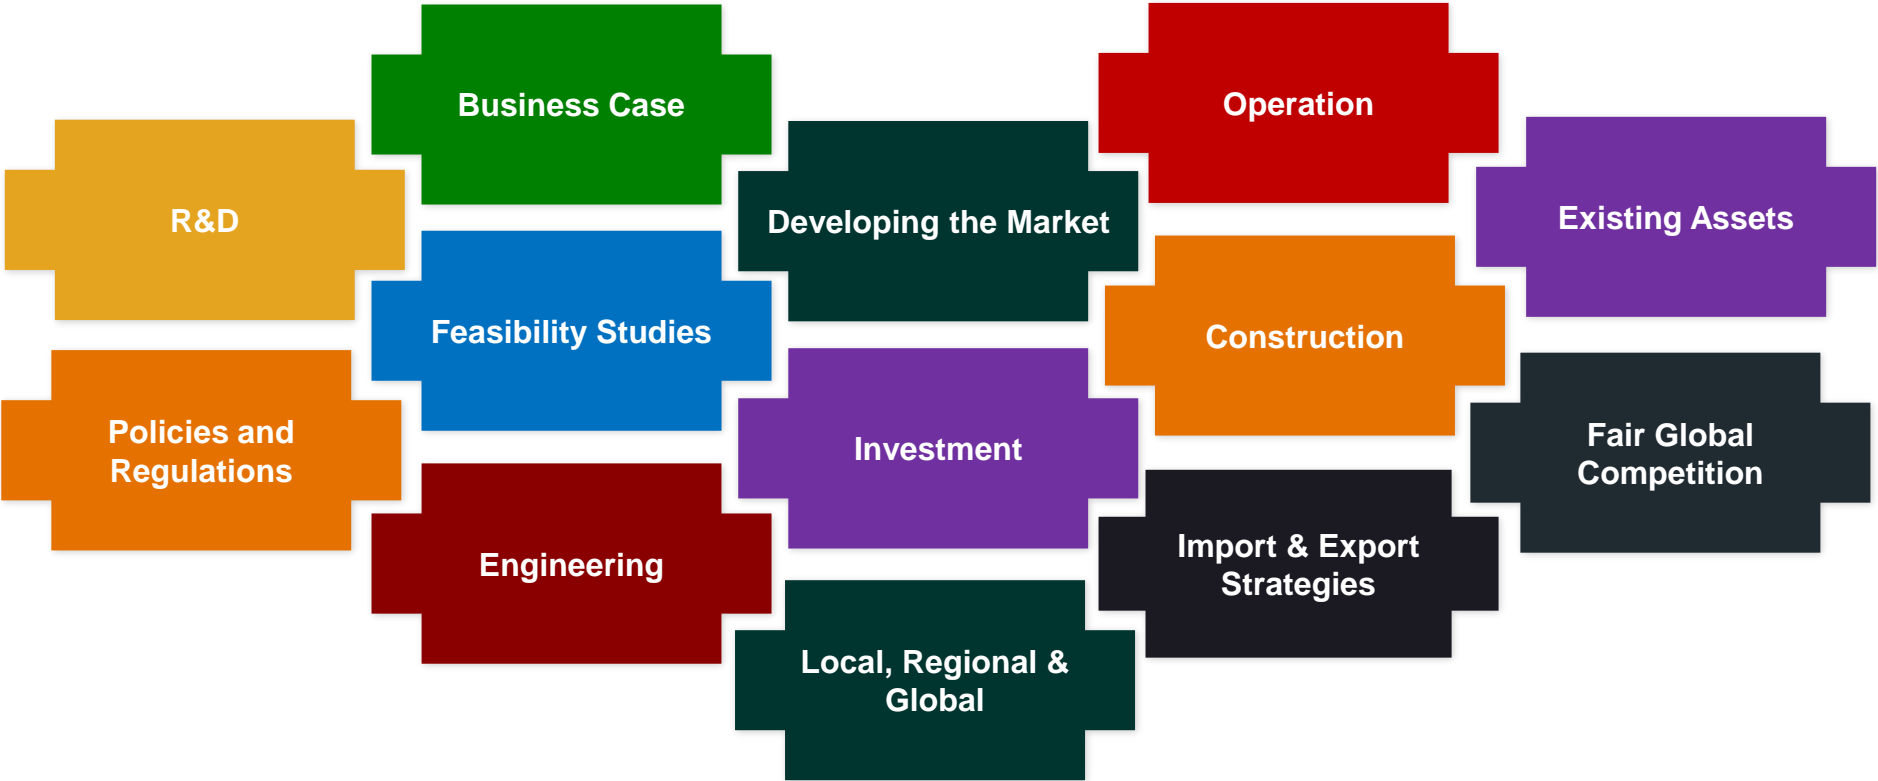 Business Case
Operation
R&D
Developing the Market
Existing Assets
Feasibility Studies
Construction
Policies and
Regulations
Investment
Fair Global
Competition
Engineering
Import & Export
Strategies
Local, Regional &
Global